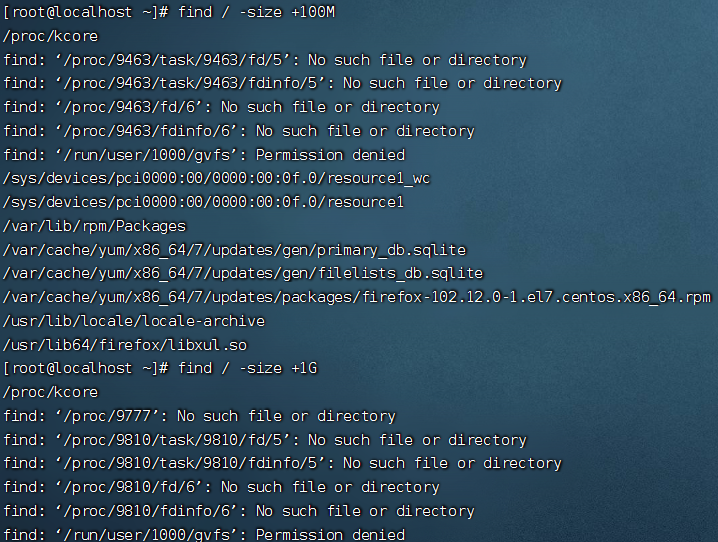 [root@localhost ~]# find / -size +100M
/proc/kcore
find: ‘/proc/9463/task/9463/fd/5’: No such file or directory
find: ‘/proc/9463/task/9463/fdinfo/5’: No such file or directory
find: ‘/proc/9463/fd/6’: No such file or directory
find: ‘/proc/9463/fdinfo/6’: No such file or directory
find: ‘/run/user/1000/gvfs’: Permission denied
/sys/devices/pci0000:00/0000:00:0f.0/resource1_wc
/sys/devices/pci0000:00/0000:00:0f.0/resource1
/var/lib/rpm/Packages
/var/cache/yum/x86_64/7/updates/gen/primary_db.sqlite
/var/cache/yum/x86_64/7/updates/gen/filelists_db.sqlite
/var/cache/yum/x86_64/7/updates/packages/firefox-102.12.0-1.el7.centos.x86_64.rpm
/usr/lib/locale/locale-archive
/usr/lib64/firefox/libxul.so
[root@localhost ~]# find / -size +1G
/proc/kcore
find: ‘/proc/9777’: No such file or directory
find: ‘/proc/9810/task/9810/fd/5’: No such file or directory
find: ‘/proc/9810/task/9810/fdinfo/5’: No such file or directory
find: ‘/proc/9810/fd/6’: No such file or directory
find: ‘/proc/9810/fdinfo/6’: No such file or directory
find: ‘/run/user/1000/gvfs’: Permission denied